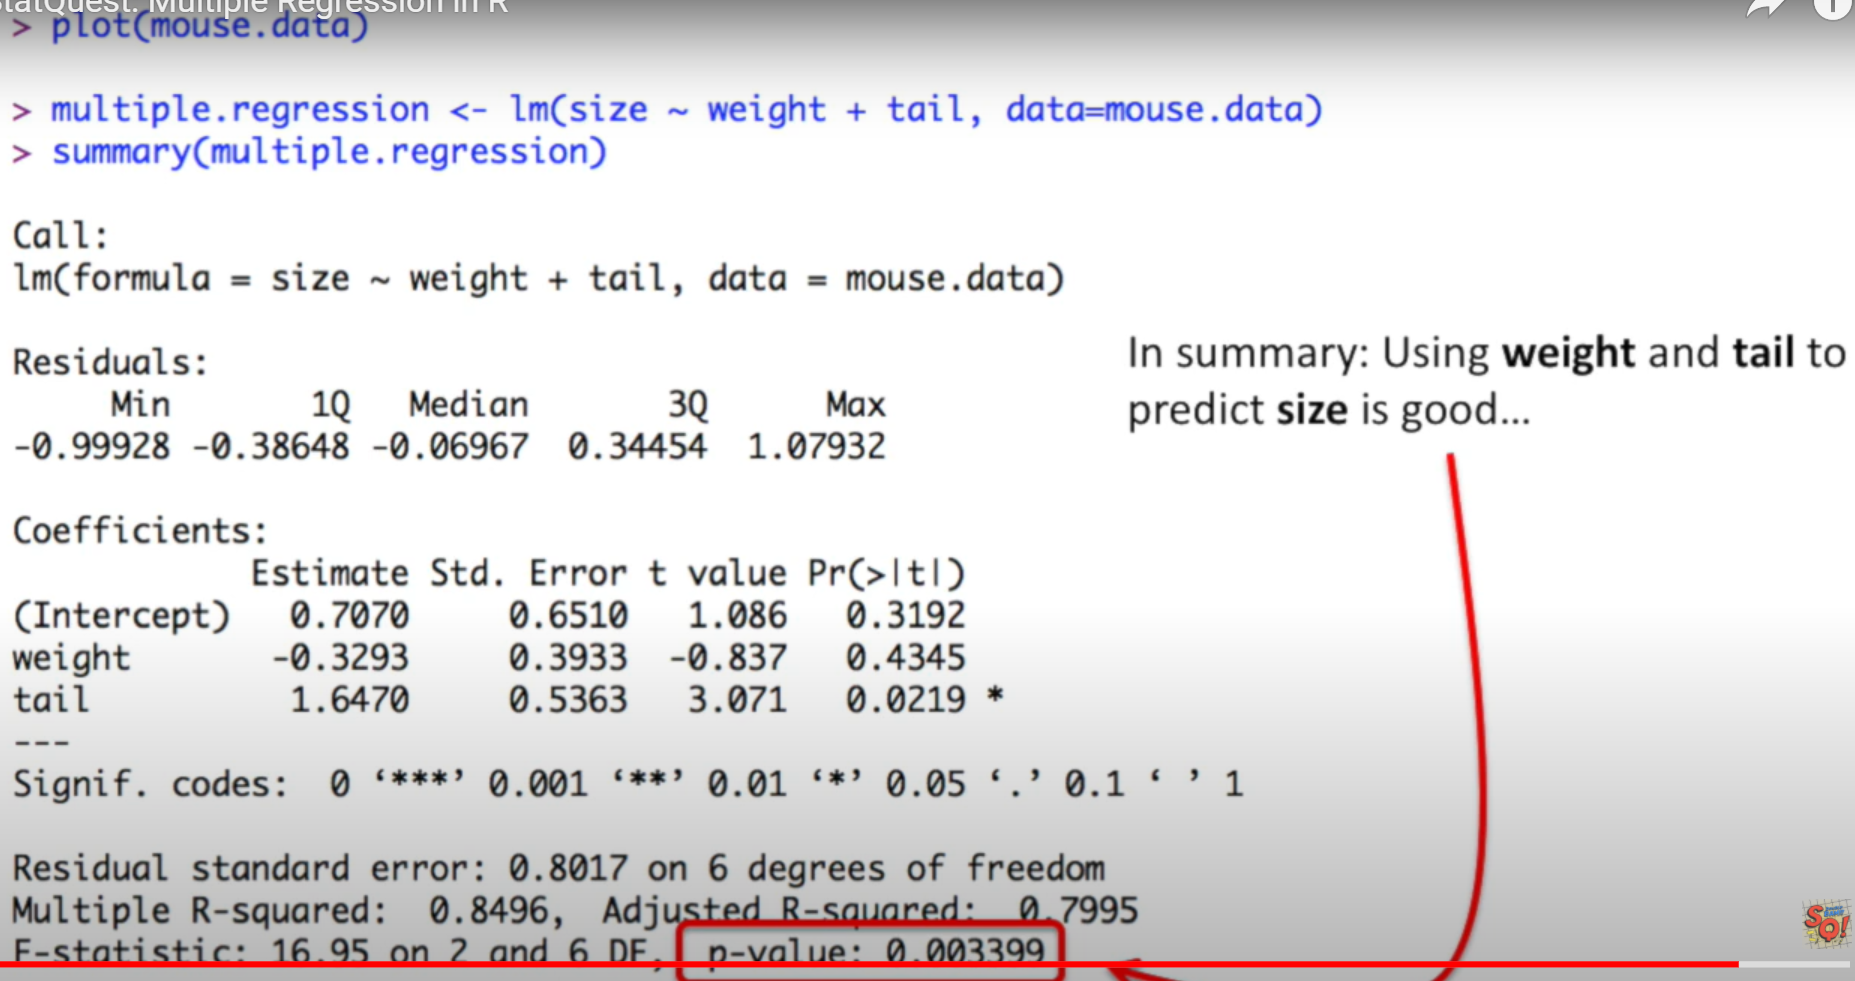 StatQuest: Multiple Regression in R
> plot(mouse.data)
> multiple.regression <- lm(size ~ weight + tail, data=mouse.data)
> summary(multiple.regression)
Call:
lm(formula = size ~ weight + tail, data = mouse.data)
Residuals:
Min 1Q Median 3Q Max
-0.99928 -0.38648 -0.06967 0.34454 1.07932
In summary: Using weight and tail to
predict size is good...
Coefficients:
Estimate Std. Error t value Pr(>|t|)
(Intercept) 0.7070 0.6510 1.086 0.3192
weight -0.3293 0.3933 -0.837 0.4345
tail 1.6470 0.5363 3.071 0.0219 *
---
Signif. codes: 0 ‘***’ 0.001 ‘**’ 0.01 ‘*’ 0.05 ‘.’ 0.1 ‘ ’ 1
Residual standard error: 0.8017 on 6 degrees of freedom
Multiple R-squared: 0.8496, Adjusted R-squared: 0.7995
F-statistic: 16.95 on 2 and 6 DF, p-value: 0.003399
SQ!